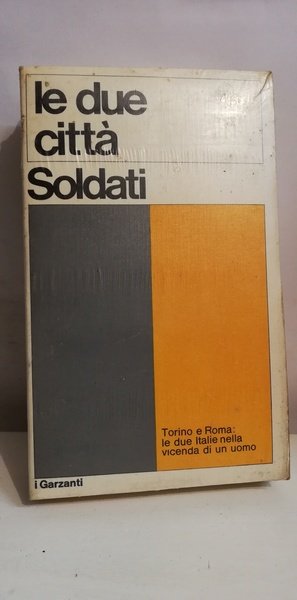 le due
città
Soldati
Torino e Roma:
le due Italie nella
vicenda di un uomo
i Garzanti